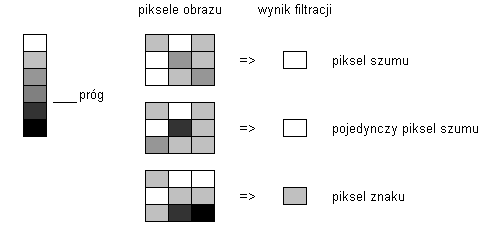 piksele obrazu wynik filtracji
=> piksel szumu
próg
=> pojedynczy piksel szumu
=> piksel znaku